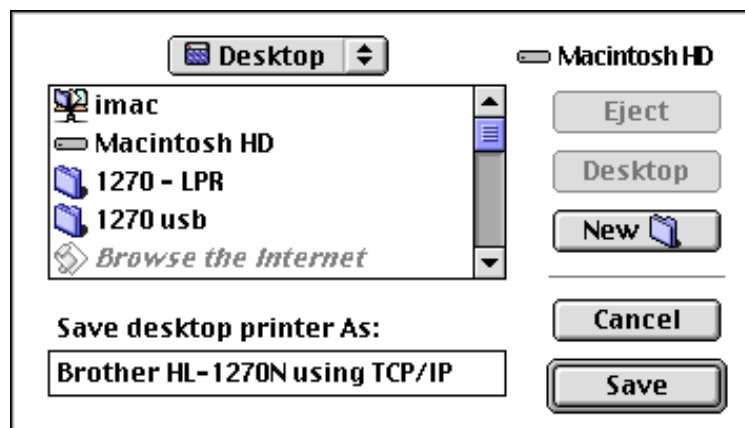 Desktop
Macintosh HD
imac
Macintosh HD
1270 - LPR
1270 usb
Browse the Internet
Eject
Desktop
New
Save desktop printer As:
Brother HL-1270N using TCP/IP
Cancel
Save